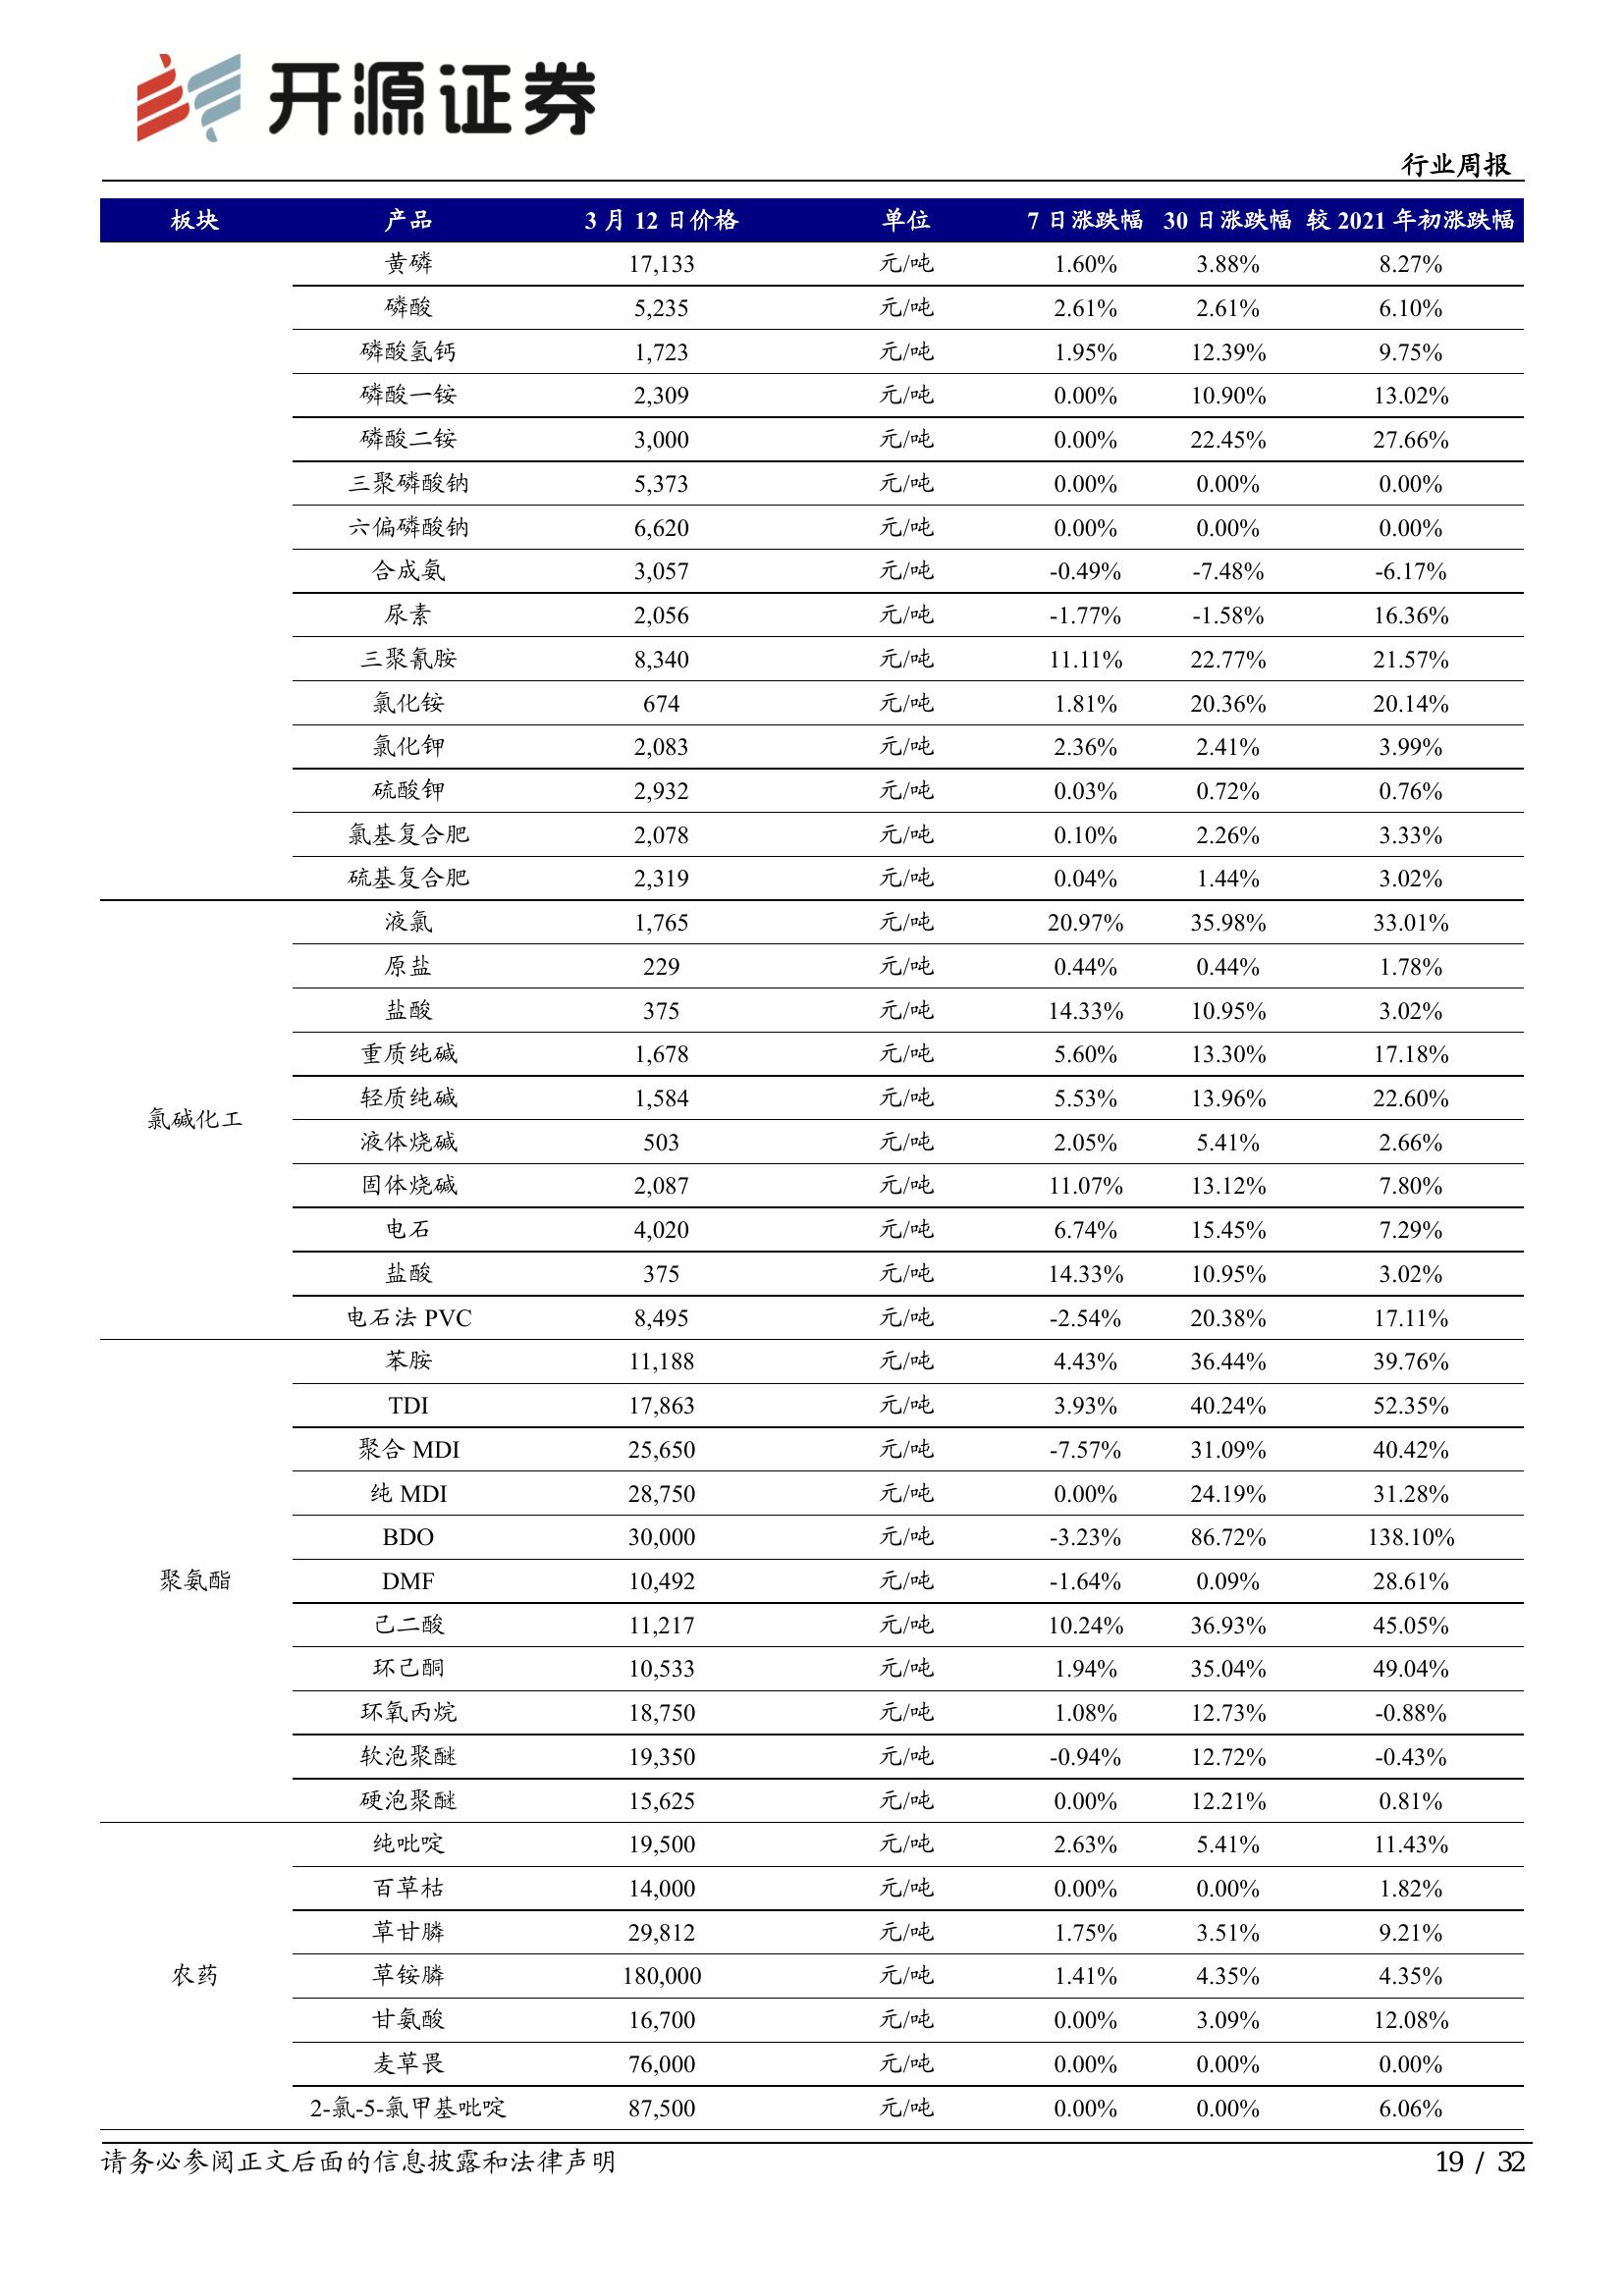 开源证券
行业周报
板块 产品 3 月 12 日价格 单位 7 日涨跌幅 30 日涨跌幅 较 2021 年初涨跌幅
黄磷 17,133 元/吨 1.60% 3.88% 8.27%
磷酸 5,235 元/吨 2.61% 2.61% 6.10%
磷酸氢钙 1,723 元/吨 1.95% 12.39% 9.75%
磷酸一铵 2,309 元/吨 0.00% 10.90% 13.02%
磷酸二铵 3,000 元/吨 0.00% 22.45% 27.66%
三聚磷酸钠 5,373 元/吨 0.00% 0.00% 0.00%
六偏磷酸钠 6,620 元/吨 0.00% 0.00% 0.00%
合成氨 3,057 元/吨 -0.49% -7.48% -6.17%
尿素 2,056 元/吨 -1.77% -1.58% 16.36%
三聚氰胺 8,340 元/吨 11.11% 22.77% 21.57%
氯化铵 674 元/吨 1.81% 20.36% 20.14%
氯化钾 2,083 元/吨 2.36% 2.41% 3.99%
硫酸钾 2,932 元/吨 0.03% 0.72% 0.76%
氯基复合肥 2,078 元/吨 0.10% 2.26% 3.33%
硫基复合肥 2,319 元/吨 0.04% 1.44% 3.02%
氯碱化工
液氯 1,765 元/吨 20.97% 35.98% 33.01%
原盐 229 元/吨 0.44% 0.44% 1.78%
盐酸 375 元/吨 14.33% 10.95% 3.02%
重质纯碱 1,678 元/吨 5.60% 13.30% 17.18%
轻质纯碱 1,584 元/吨 5.53% 13.96% 22.60%
液体烧碱 503 元/吨 2.05% 5.41% 2.66%
固体烧碱 2,087 元/吨 11.07% 13.12% 7.80%
电石 4,020 元/吨 6.74% 15.45% 7.29%
盐酸 375 元/吨 14.33% 10.95% 3.02%
电石法 PVC 8,495 元/吨 -2.54% 20.38% 17.11%
聚氨酯
苯胺 11,188 元/吨 4.43% 36.44% 39.76%
TDI 17,863 元/吨 3.93% 40.24% 52.35%
聚合 MDI 25,650 元/吨 -7.57% 31.09% 40.42%
纯 MDI 28,750 元/吨 0.00% 24.19% 31.28%
BDO 30,000 元/吨 -3.23% 86.72% 138.10%
DMF 10,492 元/吨 -1.64% 0.09% 28.61%
己二酸 11,217 元/吨 10.24% 36.93% 45.05%
环己酮 10,533 元/吨 1.94% 35.04% 49.04%
环氧丙烷 18,750 元/吨 1.08% 12.73% -0.88%
软泡聚醚 19,350 元/吨 -0.94% 12.72% -0.43%
硬泡聚醚 15,625 元/吨 0.00% 12.21% 0.81%
农药
纯吡啶 19,500 元/吨 2.63% 5.41% 11.43%
百草枯 14,000 元/吨 0.00% 0.00% 1.82%
草甘膦 29,812 元/吨 1.75% 3.51% 9.21%
草铵膦 180,000 元/吨 1.41% 4.35% 4.35%
甘氨酸 16,700 元/吨 0.00% 3.09% 12.08%
麦草畏 76,000 元/吨 0.00% 0.00% 0.00%
2-氯-5-氯甲基吡啶 87,500 元/吨 0.00% 0.00% 6.06%
请务必参阅正文后面的信息披露和法律声明 19 / 32